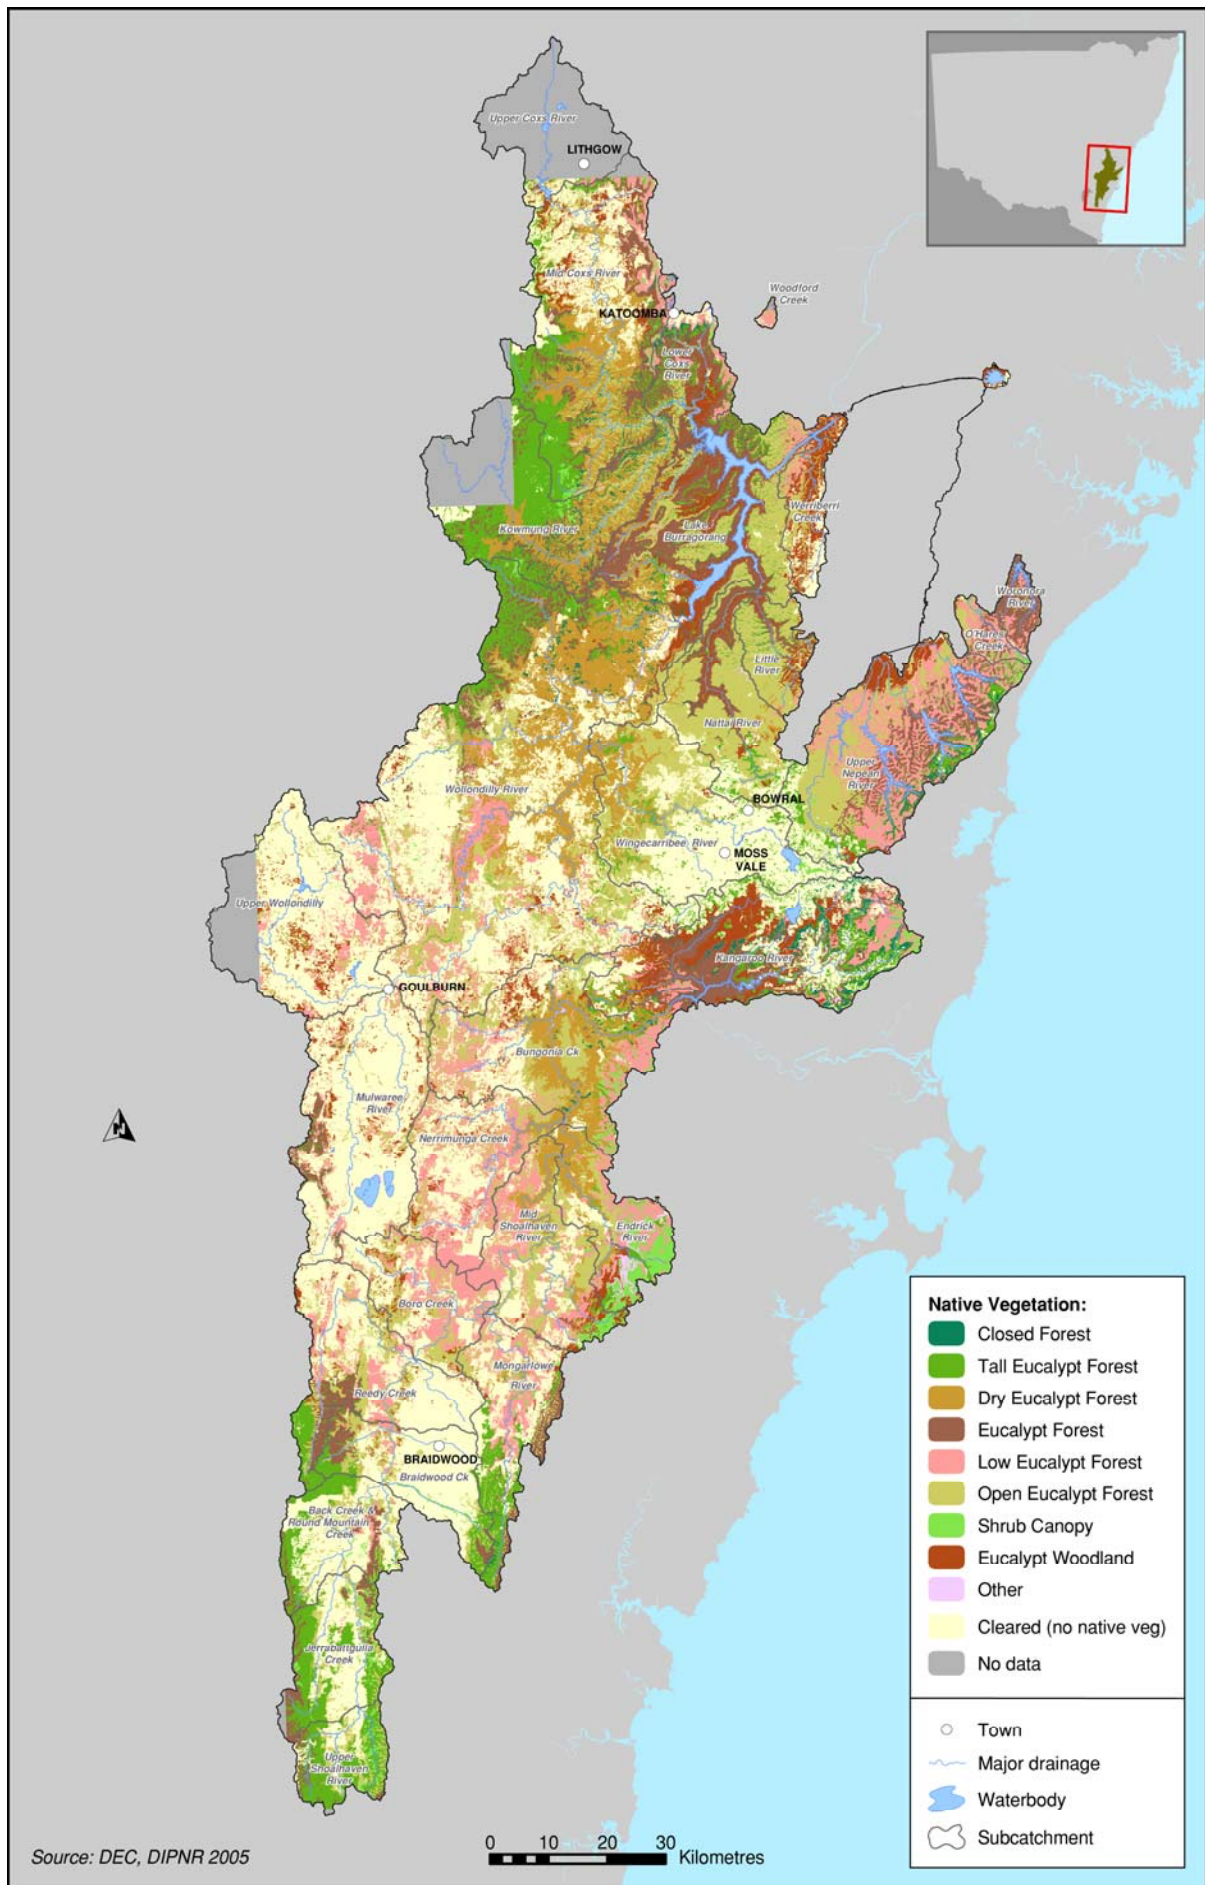 Upper Coxs River
LITHGOW
Mid Coxs River
Woodford
Creek
KATOOMBA
Lower
Coxs
River
Werriberri
Creek
Kowmung River
Lake
Burragorang
Woronora
River
O'Hares
Creek
Little
River
Nattai River
Upper
Nepean
River
Wollondilly River
BOWRAL
Wingecarribee River
MOSS
VALE
Upper Wollondilly
Kangaroo River
GOULBURN
Bungonia Ck
Mulwaree
River
Nerrimunga Creek
Mid
Shoalhaven
River
Endrick
River
Boro Creek
Mongarlowe
River
Reedy Creek
BRAIDWOOD
Braidwood Ck
Back Creek &
Round Mountain
Creek
Jerrabattgulla
Creek
Upper
Shoalhaven
River
N
Native Vegetation:
Closed Forest
Tall Eucalypt Forest
Dry Eucalypt Forest
Eucalypt Forest
Low Eucalypt Forest
Open Eucalypt Forest
Shrub Canopy
Eucalypt Woodland
Other
Cleared (no native veg)
No data
Town
Major drainage
Waterbody
Subcatchment
0 10 20 30
Kilometres
Source: DEC, DIPNR 2005